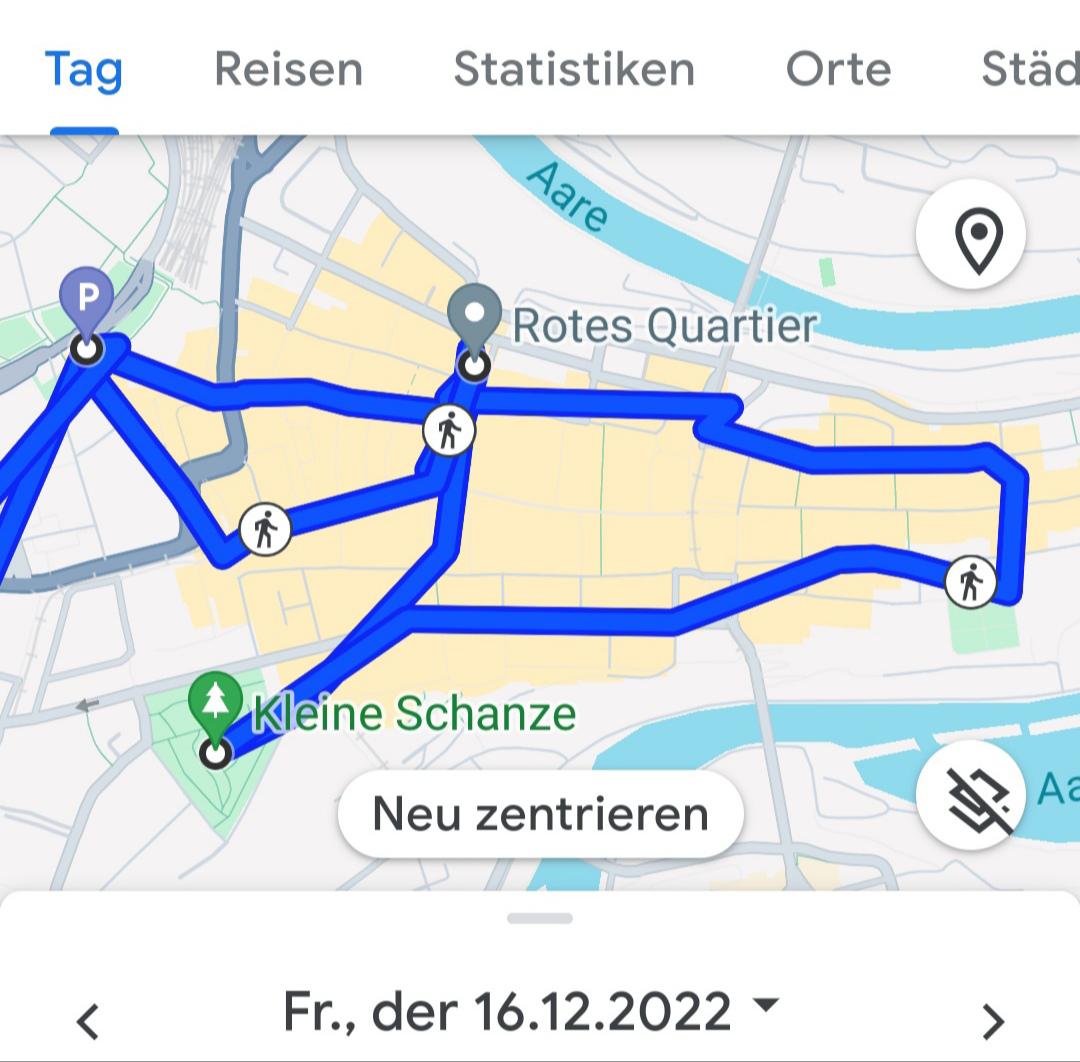 Tag Reisen Statistiken Orte Städ
Aare
P
Rotes Quartier
Kleine Schanze
Aa
Neu zentrieren
Fr., der 16.12.2022